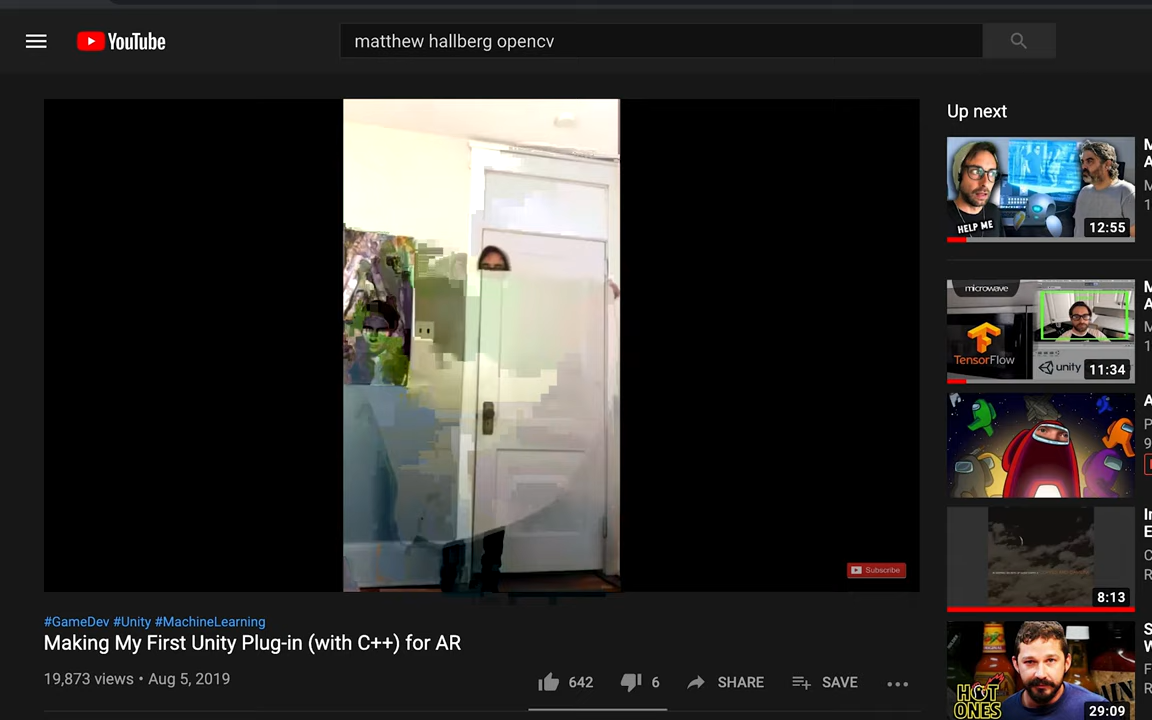 YouTube
matthew hallberg opencv
Up next
HELP ME
12:55
microwave
TensorFlow
unity
11:34
8:13
HOT
ONES
29:09
Subscribe
#GameDev #Unity #MachineLearning
Making My First Unity Plug-in (with C++) for AR
19,873 views • Aug 5, 2019
642
6
SHARE
SAVE